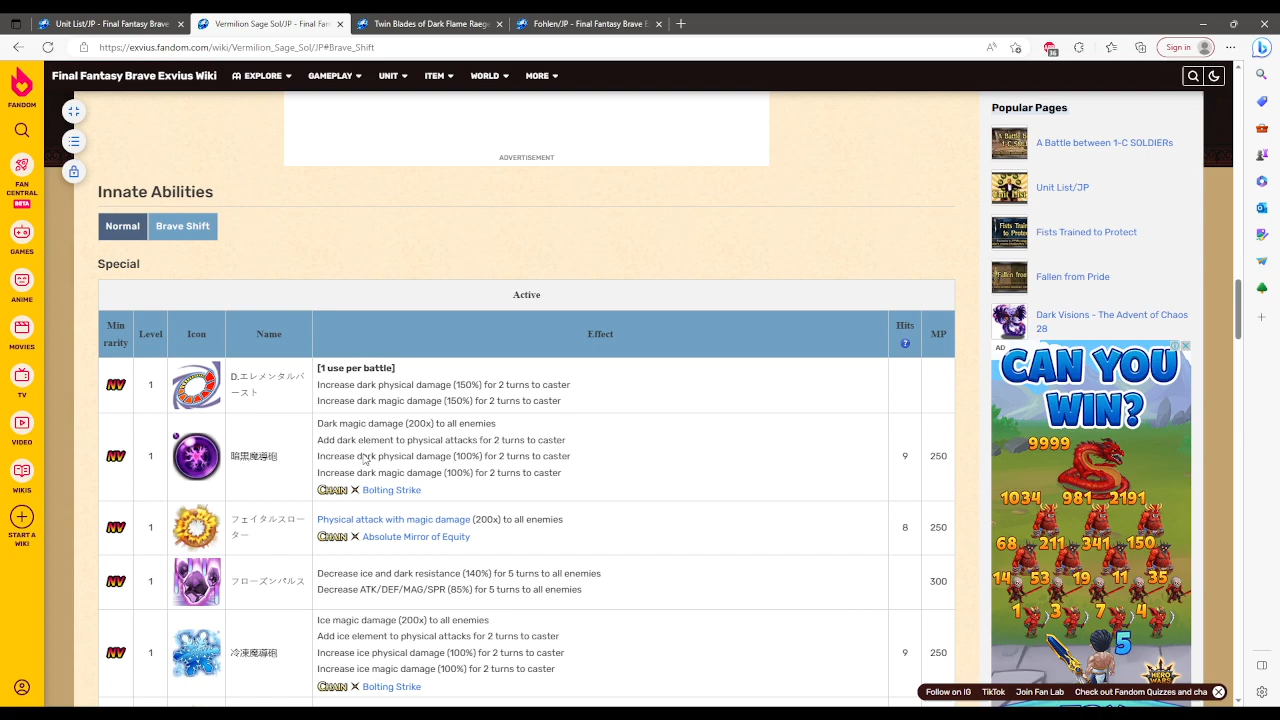 Unit List/JP - Final Fantasy Brave E
Vermilion Sage Sol/JP - Final Fan
Twin Blades of Dark Flame Raeg
Fohlen/JP - Final Fantasy Brave E
https://exvius.fandom.com/wiki/Vermilion_Sage_Sol/JP#Brave_Shift
36
Sign in
FANDOM
FAN CENTRAL
BETA
GAMES
ANIME
MOVIES
TV
VIDEO
WIKIS
START A WIKI
Final Fantasy Brave Exvius Wiki
EXPLORE
GAMEPLAY
UNIT
ITEM
WORLD
MORE
ADVERTISEMENT
Innate Abilities
Normal
Brave Shift
Special
Active
Min rarity
Level
Icon
Name
Effect
Hits
?
MP
NV
1
D.エレメンタルバースト
[1 use per battle]
Increase dark physical damage (150%) for 2 turns to caster
Increase dark magic damage (150%) for 2 turns to caster
NV
1
暗黒魔導砲
Dark magic damage (200x) to all enemies
Add dark element to physical attacks for 2 turns to caster
Increase dark physical damage (100%) for 2 turns to caster
Increase dark magic damage (100%) for 2 turns to caster
CHAIN Bolting Strike
9
250
NV
1
フェイタルスローター
Physical attack with magic damage (200x) to all enemies
CHAIN Absolute Mirror of Equity
8
250
NV
1
フローズンパルス
Decrease ice and dark resistance (140%) for 5 turns to all enemies
Decrease ATK/DEF/MAG/SPR (85%) for 5 turns to all enemies
300
NV
1
冷凍魔導砲
Ice magic damage (200x) to all enemies
Add ice element to physical attacks for 2 turns to caster
Increase ice physical damage (100%) for 2 turns to caster
Increase ice magic damage (100%) for 2 turns to caster
CHAIN Bolting Strike
9
250
Popular Pages
A Battle between 1-C SOLDIERs
Unit List/JP
Fists Trained to Protect
Fallen from Pride
Dark Visions - The Advent of Chaos 28
AD
CAN YOU
WIN?
9999
1034 981 2191
68 211 341 150
14 53 19 11 35
1 3 7 4
5
HERO WARS
Follow on IG
TikTok
Join Fan Lab
Check out Fandom Quizzes and cha